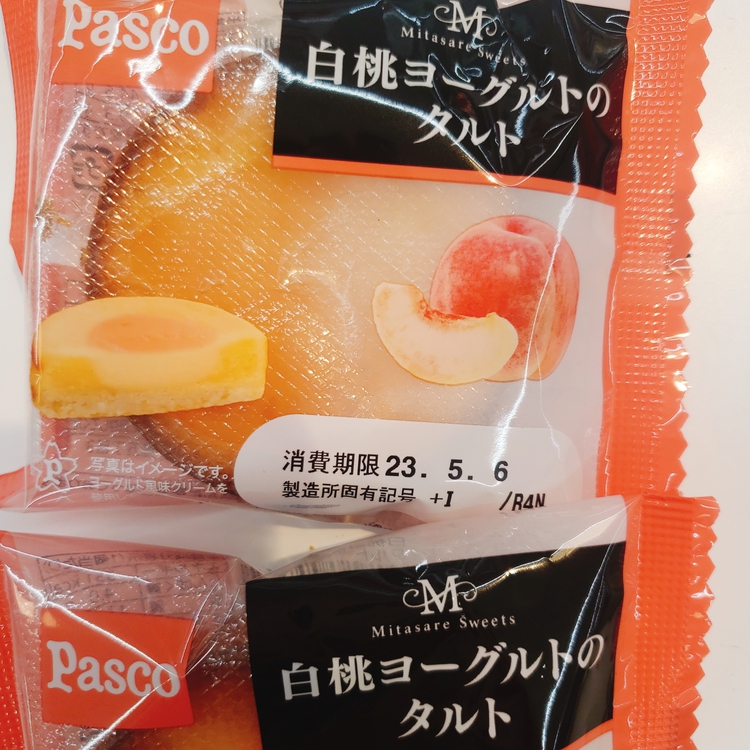 Pasco
M
Mitasare Sweets
白桃ヨーグルトの
タルト
写真はイメージです。
ヨーグルト風味クリームを
消費期限 23. 5. 6
製造所固有記号 +I /R4N
M
Mitasare Sweets
Pasco
白桃ヨーグルトの
タルト